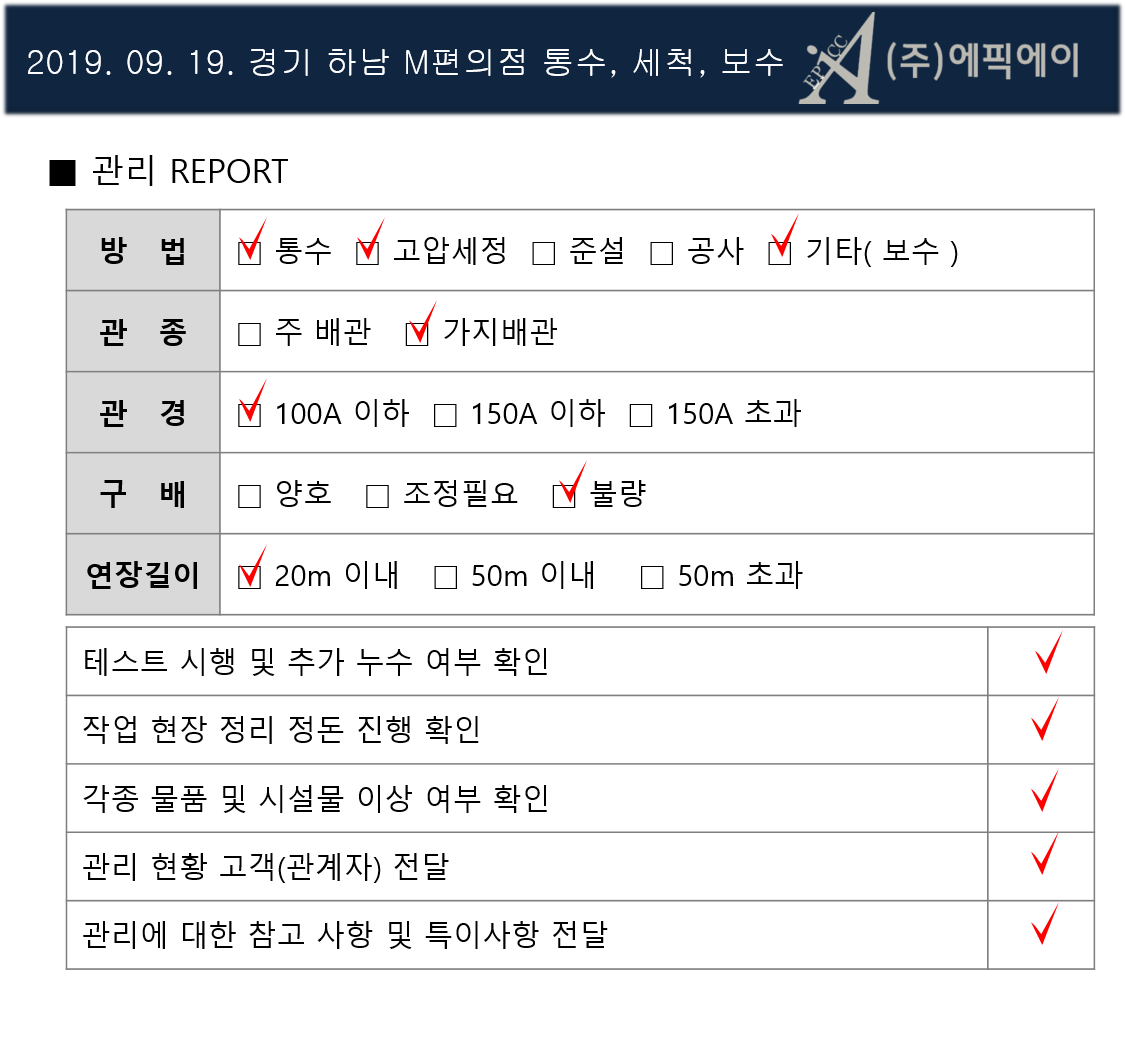 2019. 09. 19. 경기 하남 M편의점 통수, 세척, 보수 EPACC A (주)에픽에이
■ 관리 REPORT
방 법 ☑ 통수 ☑ 고압세정 □ 준설 □ 공사 ☑ 기타( 보수 )
관 종 □ 주 배관 ☑ 가지배관
관 경 ☑ 100A 이하 □ 150A 이하 □ 150A 초과
구 배 □ 양호 □ 조정필요 ☑ 불량
연장길이 ☑ 20m 이내 □ 50m 이내 □ 50m 초과
테스트 시행 및 추가 누수 여부 확인 √
작업 현장 정리 정돈 진행 확인 √
각종 물품 및 시설물 이상 여부 확인 √
관리 현황 고객(관계자) 전달 √
관리에 대한 참고 사항 및 특이사항 전달 √